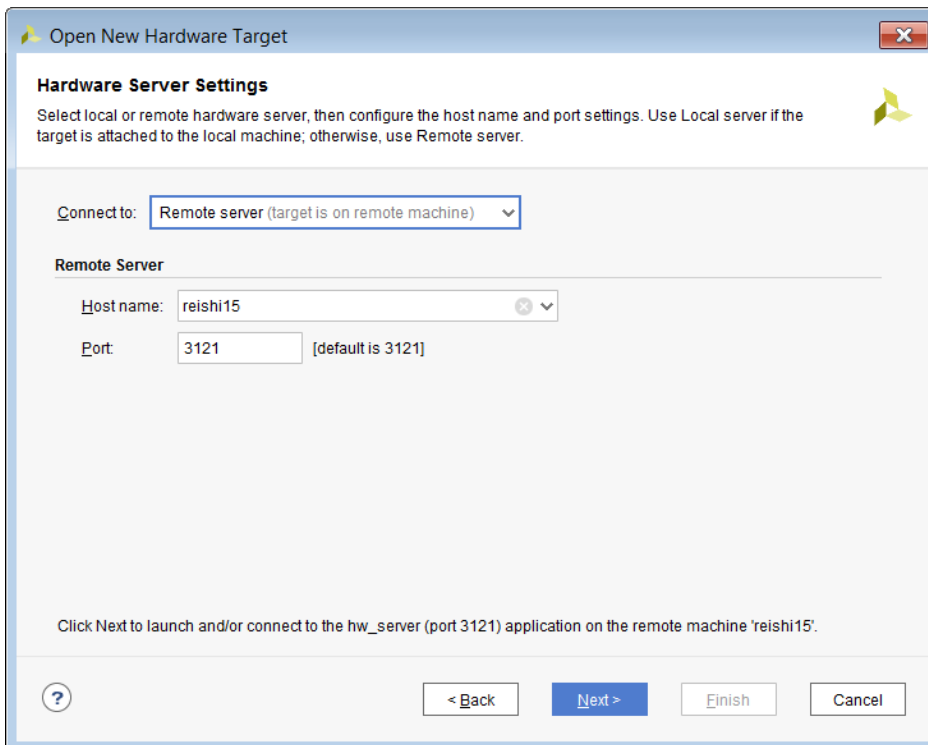 Open New Hardware Target
Hardware Server Settings
Select local or remote hardware server, then configure the host name and port settings. Use Local server if the
target is attached to the local machine; otherwise, use Remote server.
Connect to: Remote server (target is on remote machine)
Remote Server
Host name: reishi15
Port: 3121 [default is 3121]
Click Next to launch and/or connect to the hw_server (port 3121) application on the remote machine 'reishi15'.
? < Back Next > Finish Cancel